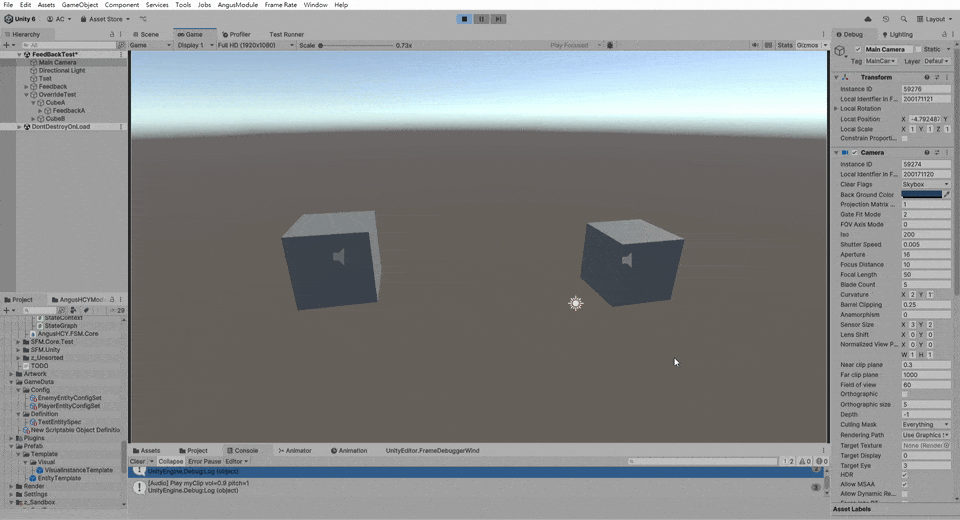 File Edit Assets GameObject Component Services Tools Jobs AngusModule Frame Rate Window Help
Unity 6 AC Asset Store Layout
Hierarchy Scene Game Profiler Test Runner Debug Lighting
All
Game Display 1 Full HD (1920x1080) Scale 0.73x Play Focused Stats Gizmos
FeedBackTest*
Main Camera
Directional Light
Tset
Feedback
OverrideTest
CubeA
FeedbackA
CubeB
DontDestroyOnLoad
Main Camera Static
Tag MainCar Layer Defaul
Transform
Instance ID 59276
Local Identifier in F... 200171121
Local Rotation
Local Position X -4.792487 Y
Local Scale X 1 Y 1 Z 1
Constrain Proporti...
Camera
Instance ID 59274
Local Identifier in F... 200171120
Clear Flags Skybox
Back Ground Color
Projection Matrix ... 1
Gate Fit Mode 2
FOV Axis Mode 0
Iso 200
Shutter Speed 0.005
Aperture 16
Focus Distance 10
Focal Length 50
Blade Count 5
Curvature X 2 Y 1
Barrel Clipping 0.25
Anamorphism 0
Sensor Size X 3 Y 2
Lens Shift X 0 Y 0
Normalized View P... X 0 Y 0
W 1 H 1
Near clip plane 0.3
Far clip plane 1000
Field of view 60
Orthographic
Orthographic size 5
Depth -1
Culling Mask Everything
Rendering Path Use Graphics
Target Texture None (Render
Target Display 0
Target Eye 3
HDR
Allow MSAA
Allow Dynamic Re...
Asset Labels
Project AngusHCYMod
29
StateContext
StateGraph
AngusHCY.FSM.Core
SFM.Core.Test
SFM.Unity
z_Unsorted
TODO
Artwork
GameData
Config
EnemyEntityConfigSet
PlayerEntityConfigSet
Definition
TestEntitySpec
New Scriptable Object Definitio
Plugins
Prefab
Template
Visual
VisualInstanceTemplate
EntityTemplate
Render
Settings
z_Sandbox
Assets Project Console Animator Animation UnityEditor.FrameDebuggerWind
Clear Collapse Error Pause Editor 12 0 0
UnityEngine.Debug:Log (object)
[Audio] Play myClip vol=0.9 pitch=1
UnityEngine.Debug:Log (object) 3